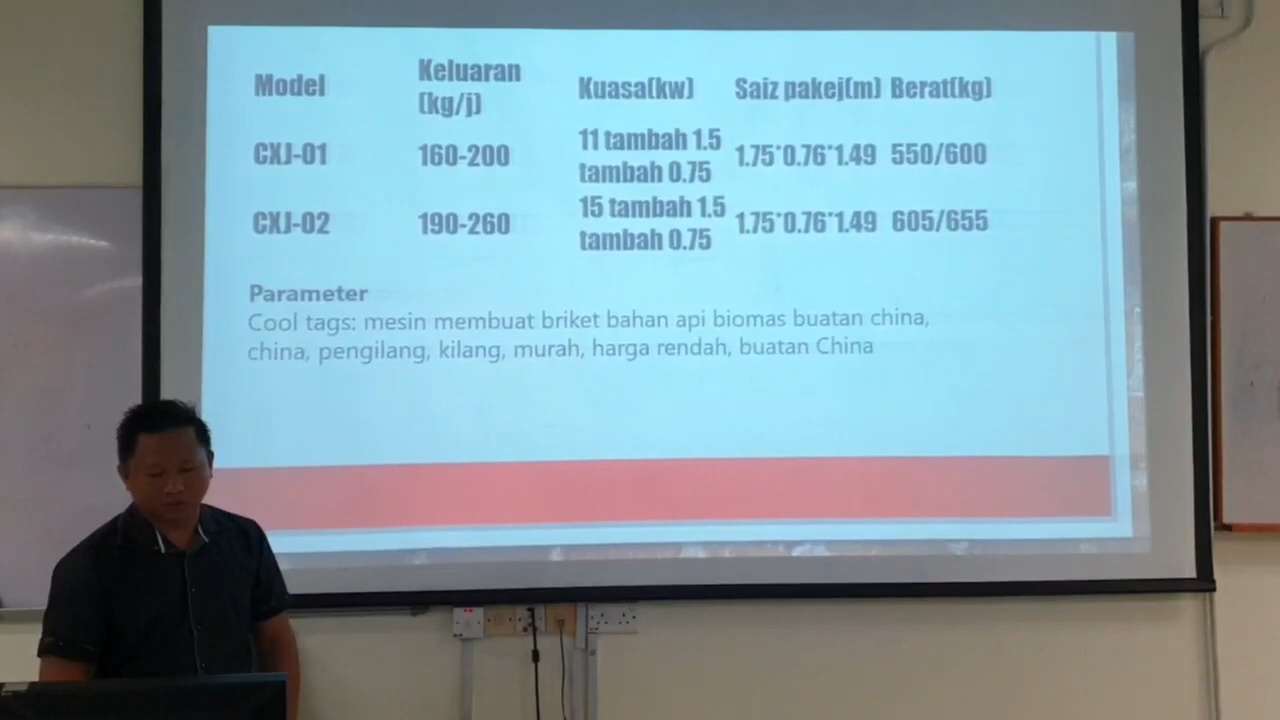 Model Keluaran (kg/j) Kuasa(kw) Saiz pakej(m) Berat(kg)
CXJ-01 160-200 11 tambah 1.5 tambah 0.75 1.75*0.76*1.49 550/600
CXJ-02 190-260 15 tambah 1.5 tambah 0.75 1.75*0.76*1.49 605/655
Parameter
Cool tags: mesin membuat briket bahan api biomas buatan china,
china, pengilang, kilang, murah, harga rendah, buatan China